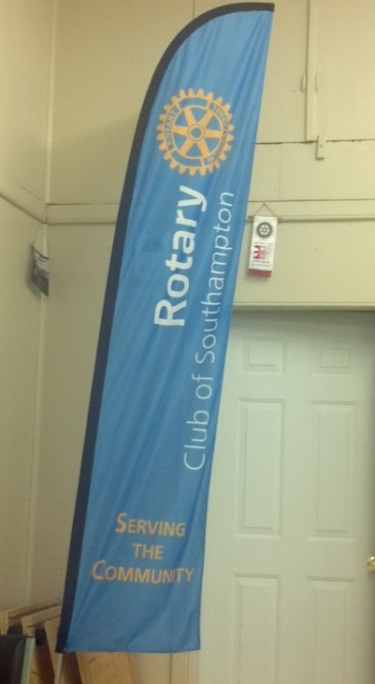 Rotary
Club of Southampton
SERVING
THE
COMMUNITY